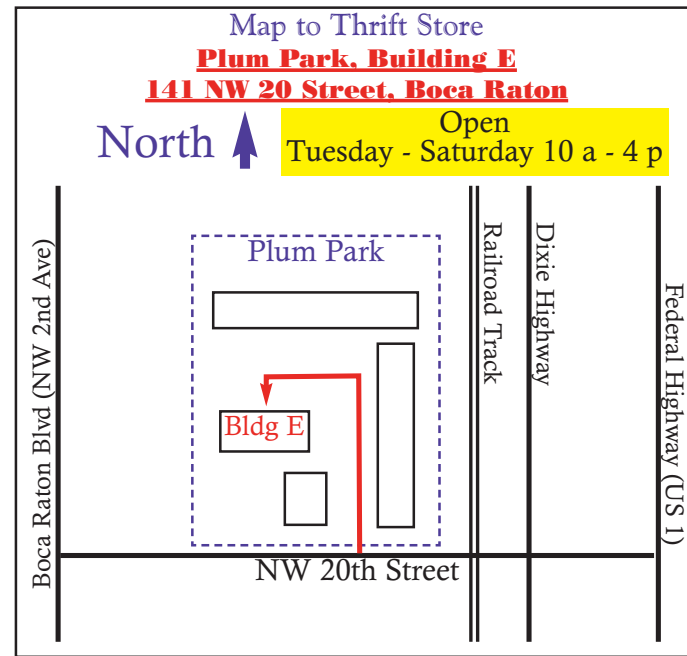 Map to Thrift Store
Plum Park, Building E
141 NW 20 Street, Boca Raton
North
Open
Tuesday - Saturday 10 a - 4 p
Boca Raton Blvd (NW 2nd Ave)
Plum Park
Bldg E
Railroad Track
Dixie Highway
Federal Highway (US 1)
NW 20th Street